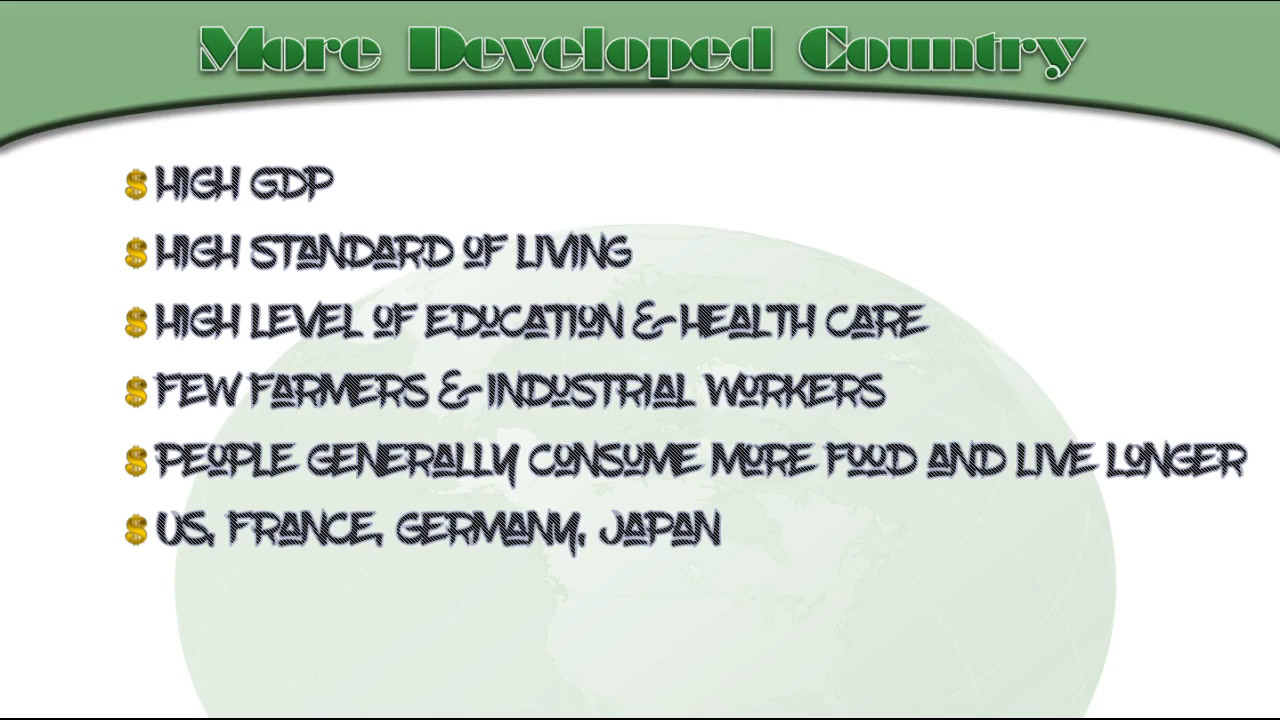 More Developed Country
HIGH GDP
HIGH STANDARD OF LIVING
HIGH LEVEL OF EDUCATION & HEALTH CARE
FEW FARMERS & INDUSTRIAL WORKERS
PEOPLE GENERALLY CONSUME MORE FOOD AND LIVE LONGER
US, FRANCE, GERMANY, JAPAN